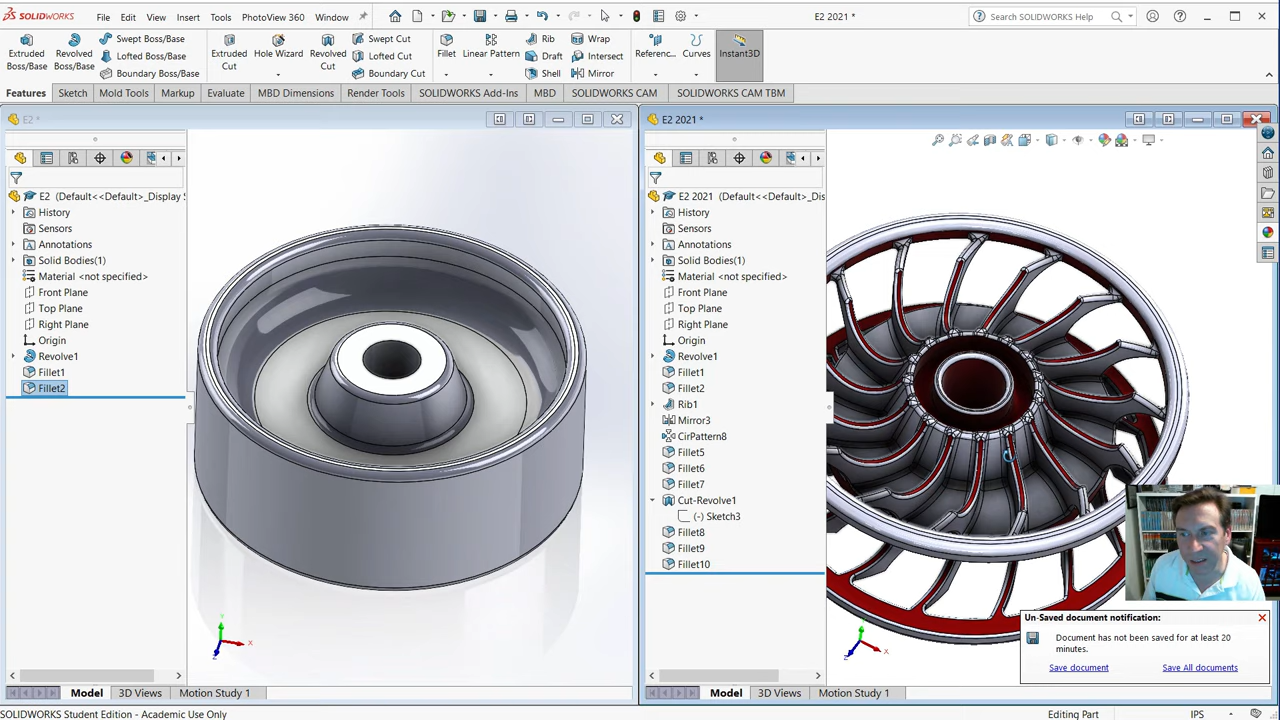 SOLIDWORKS File Edit View Insert Tools PhotoView 360 Window E2 2021 * Search SOLIDWORKS Help
Extruded Boss/Base
Revolved Boss/Base
Swept Boss/Base
Lofted Boss/Base
Boundary Boss/Base
Extruded Cut
Hole Wizard
Revolved Cut
Swept Cut
Lofted Cut
Boundary Cut
Fillet
Linear Pattern
Rib
Draft
Shell
Wrap
Intersect
Mirror
Referenc...
Curves
Instant3D
Features Sketch Mold Tools Markup Evaluate MBD Dimensions Render Tools SOLIDWORKS Add-Ins MBD SOLIDWORKS CAM SOLIDWORKS CAM TBM
E2 *
E2 (Default<<Default>_Display S
History
Sensors
Annotations
Solid Bodies(1)
Material <not specified>
Front Plane
Top Plane
Right Plane
Origin
Revolve1
Fillet1
Fillet2
Y
X
Z
Model 3D Views Motion Study 1
E2 2021 *
E2 2021 (Default<<Default>_Dis
History
Sensors
Annotations
Solid Bodies(1)
Material <not specified>
Front Plane
Top Plane
Right Plane
Origin
Revolve1
Fillet1
Fillet2
Rib1
Mirror3
CirPattern8
Fillet5
Fillet6
Fillet7
Cut-Revolve1
(-) Sketch3
Fillet8
Fillet9
Fillet10
Y
X
Z
Un-Saved document notification:
Document has not been saved for at least 20
minutes.
Save document Save All documents
Model 3D Views Motion Study 1
SOLIDWORKS Student Edition - Academic Use Only Editing Part IPS